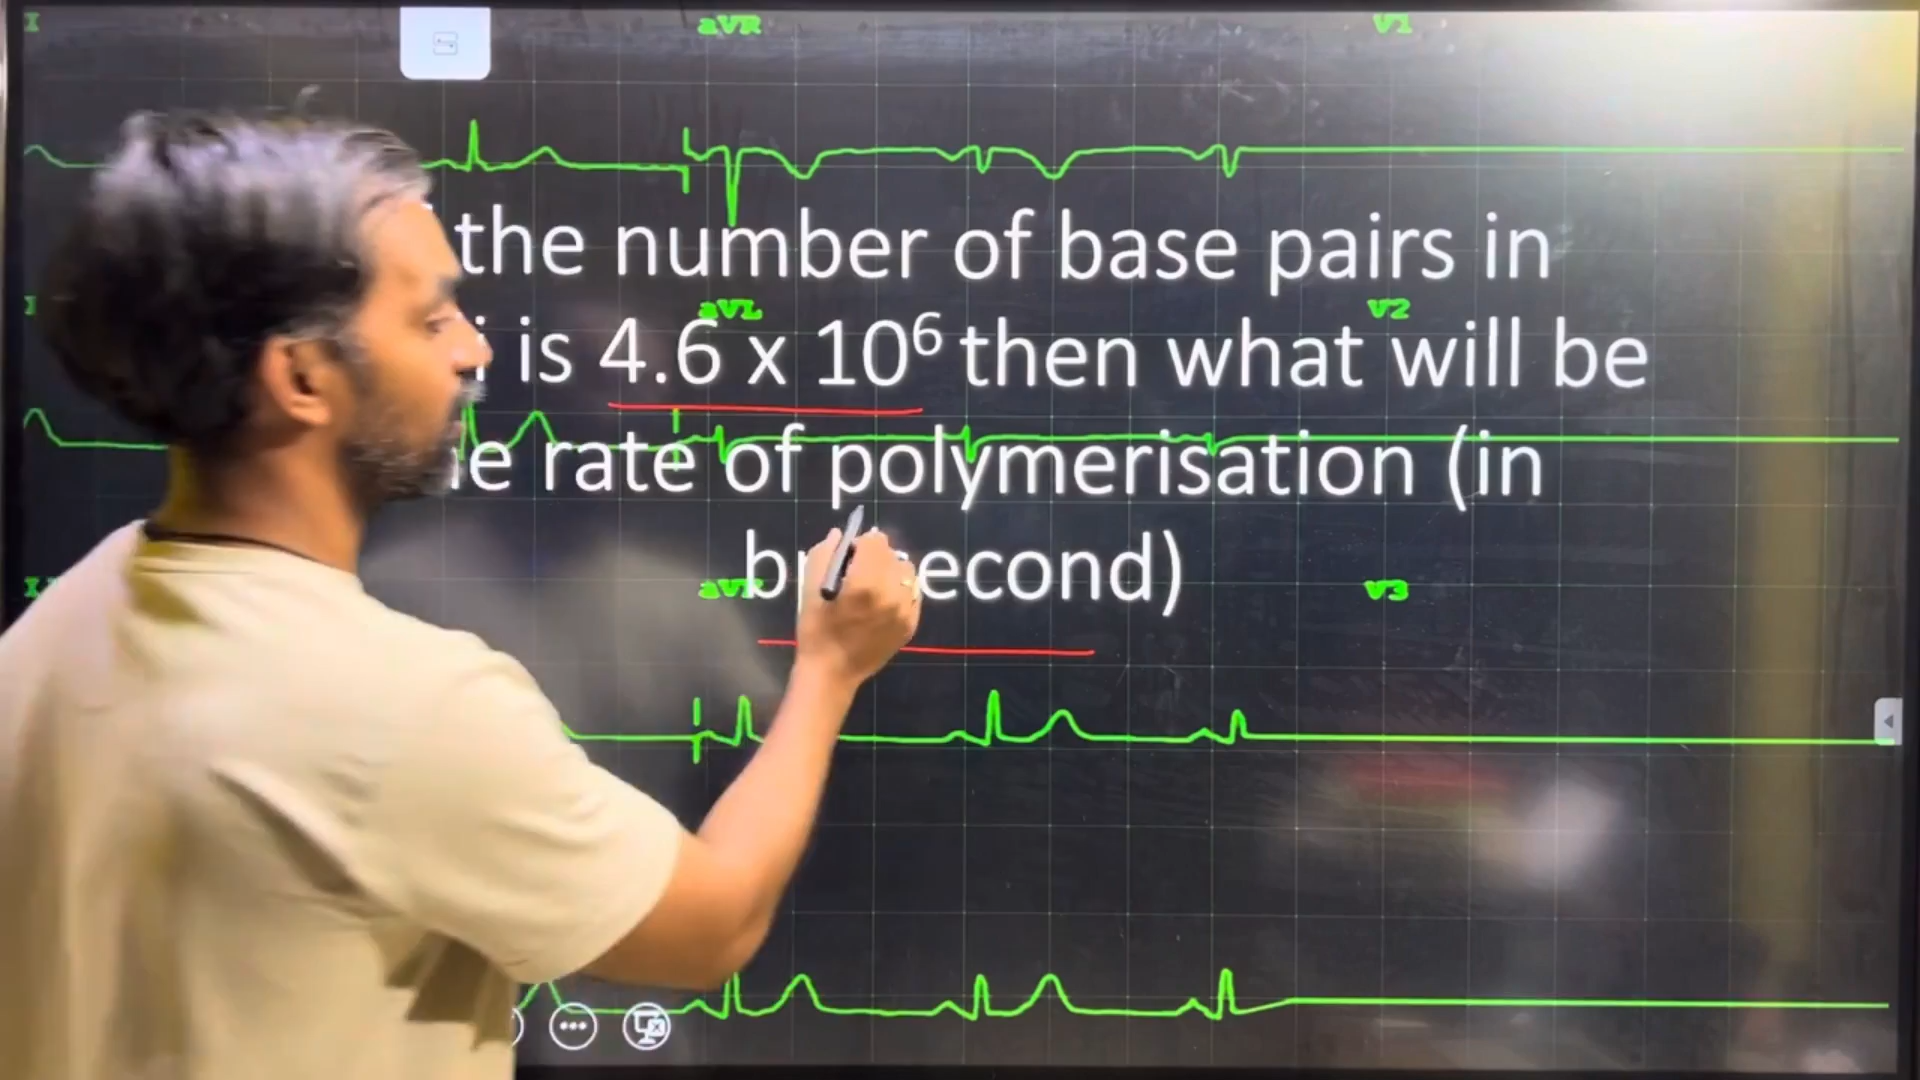 aVR
V1
the number of base pairs in
aVL
V2
is 4.6 x 10⁶ then what will be
rate of polymerisation (in
second)
V3